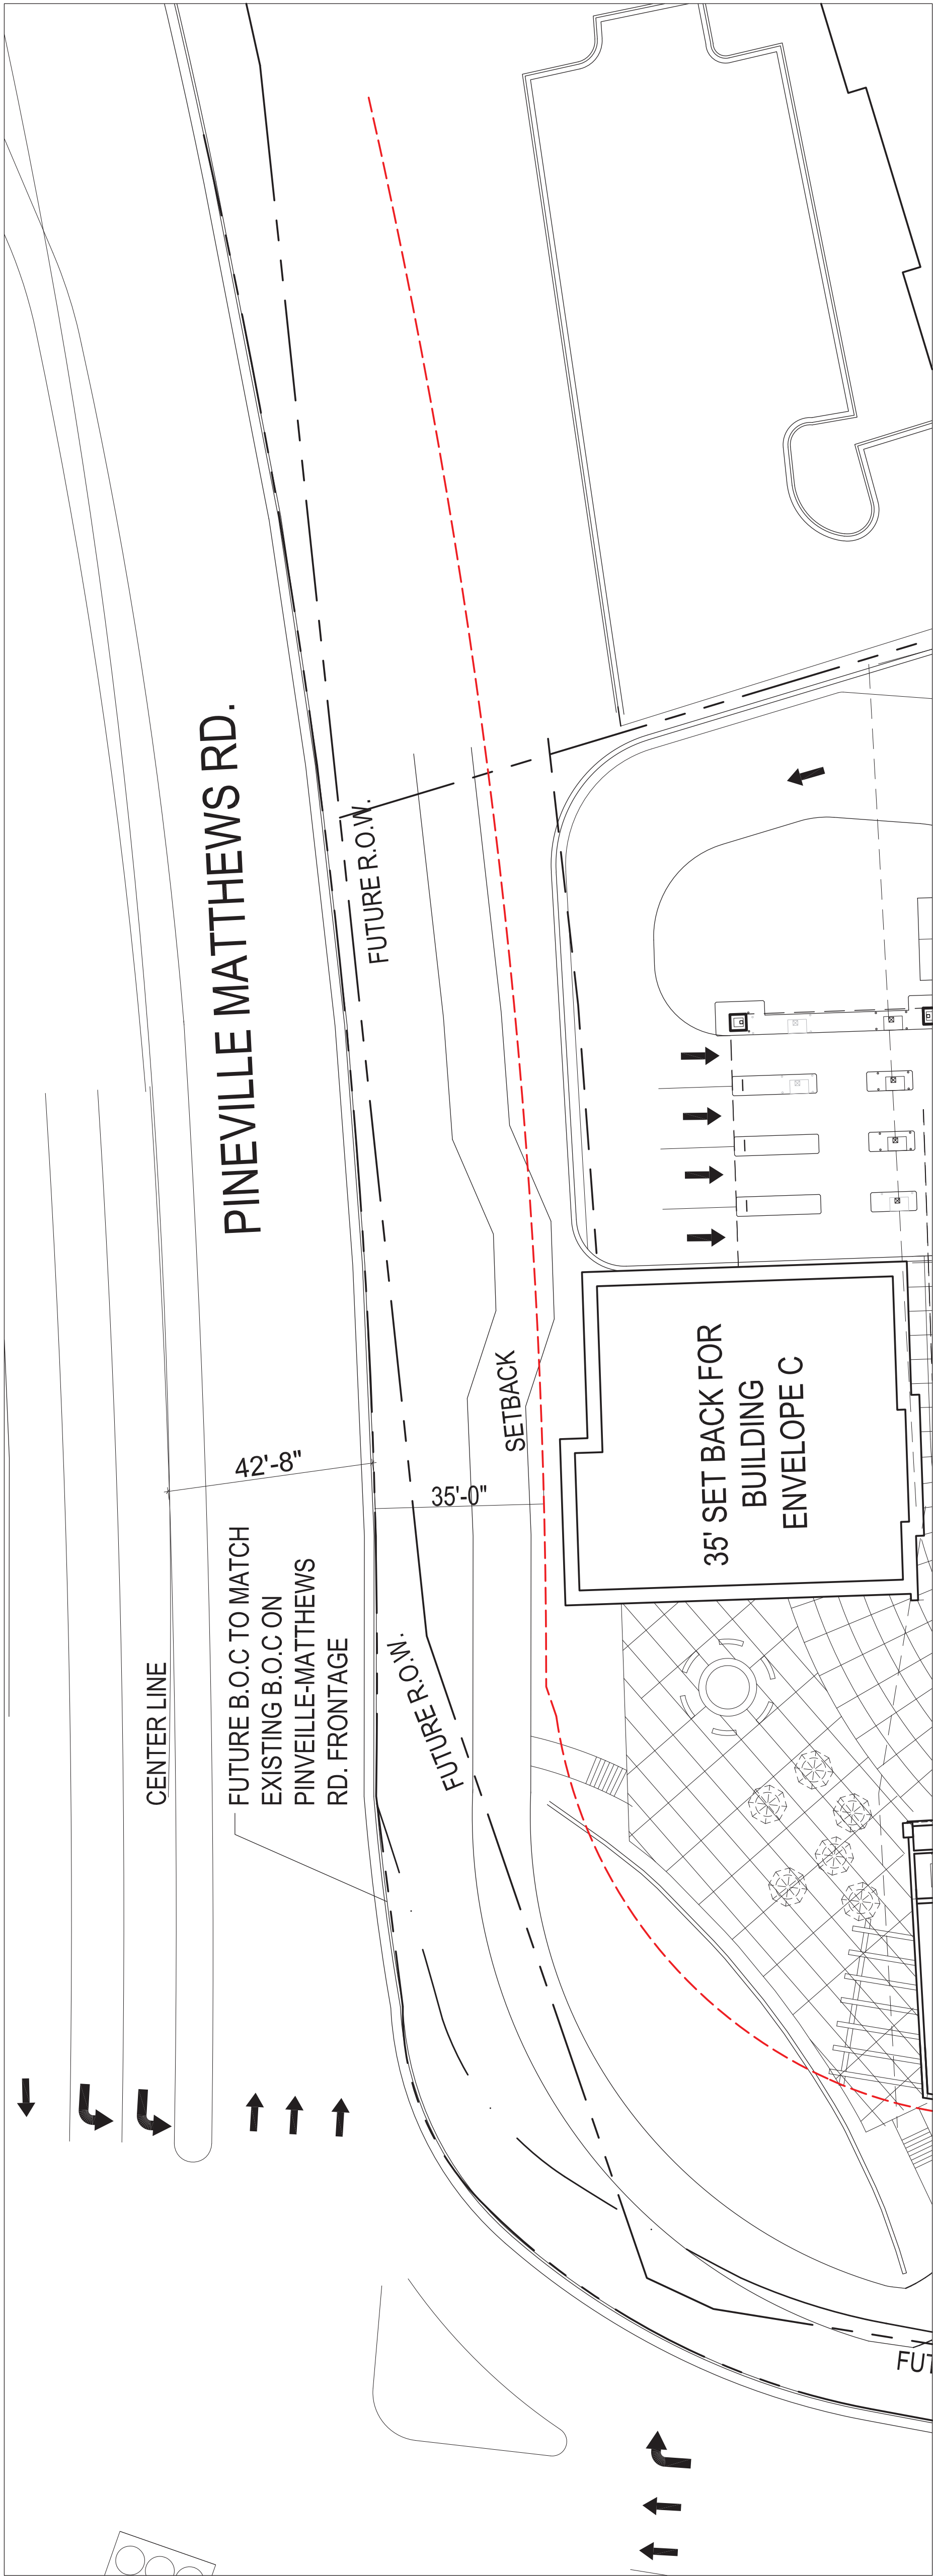 PINEVILLE MATTHEWS RD.
FUTURE R.O.W.
SETBACK
42'-8"
35'-0"
35' SET BACK FOR
BUILDING
ENVELOPE C
CENTER LINE
FUTURE B.O.C TO MATCH
EXISTING B.O.C ON
PINVEILLE-MATTHEWS
RD. FRONTAGE
FUTURE R.O.W.
FUT